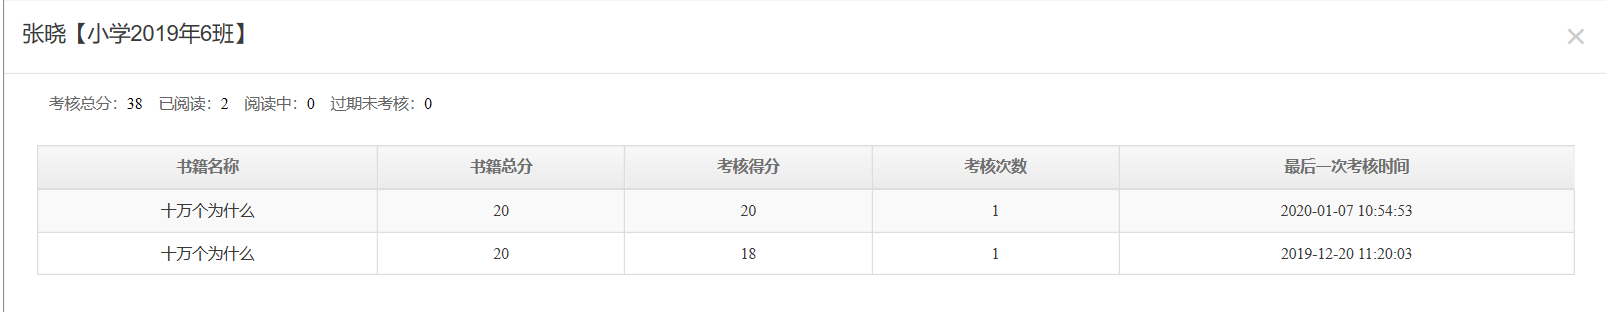 张晓【小学2019年6班】
×
考核总分：38 已阅读：2 阅读中：0 过期未考核：0
书籍名称 书籍总分 考核得分 考核次数 最后一次考核时间
十万个为什么 20 20 1 2020-01-07 10:54:53
十万个为什么 20 18 1 2019-12-20 11:20:03